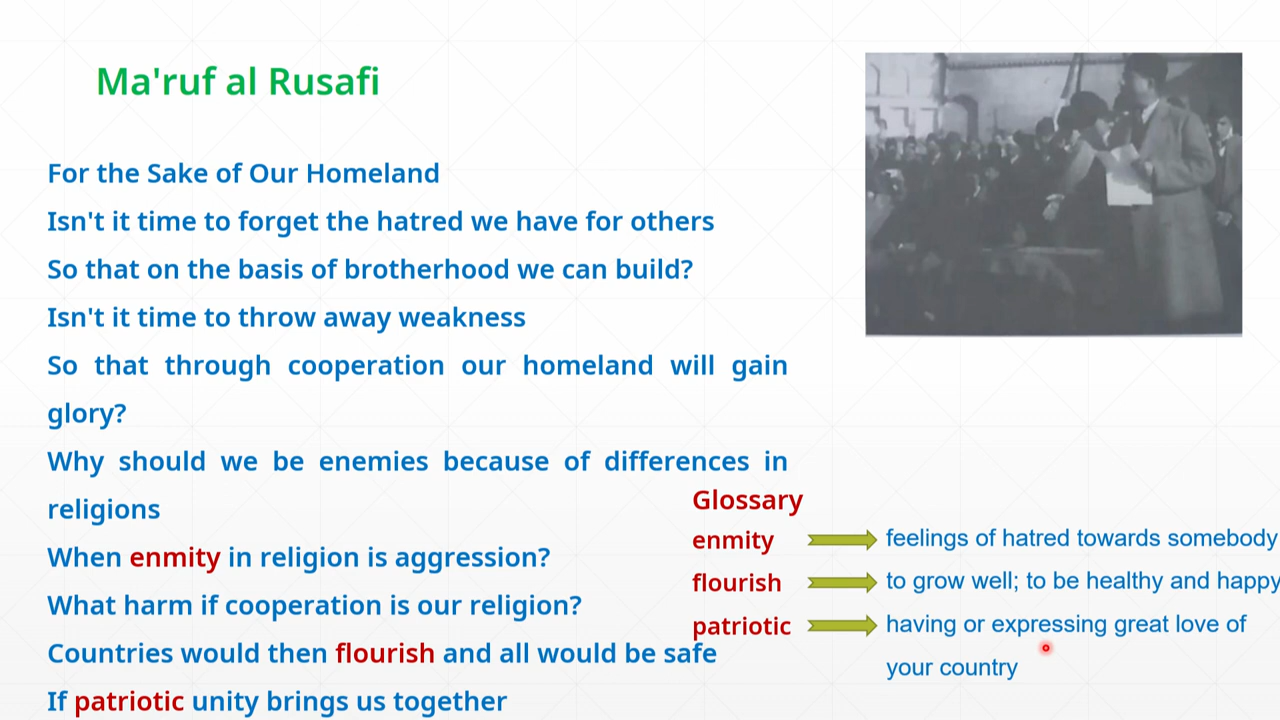 Ma'ruf al Rusafi
For the Sake of Our Homeland
Isn't it time to forget the hatred we have for others
So that on the basis of brotherhood we can build?
Isn't it time to throw away weakness
So that through cooperation our homeland will gain
glory?
Why should we be enemies because of differences in
religions
When enmity in religion is aggression?
What harm if cooperation is our religion?
Countries would then flourish and all would be safe
If patriotic unity brings us together
Glossary
enmity feelings of hatred towards somebody
flourish to grow well; to be healthy and happy
patriotic having or expressing great love of
your country